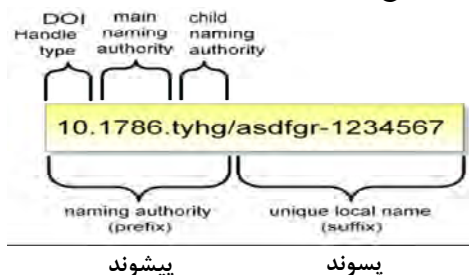 DOI Handle type
main naming authority
child naming authority
10.1786.tyhg/asdfgr-1234567
naming authority (prefix)
unique local name (suffix)
پیشوند
پسوند